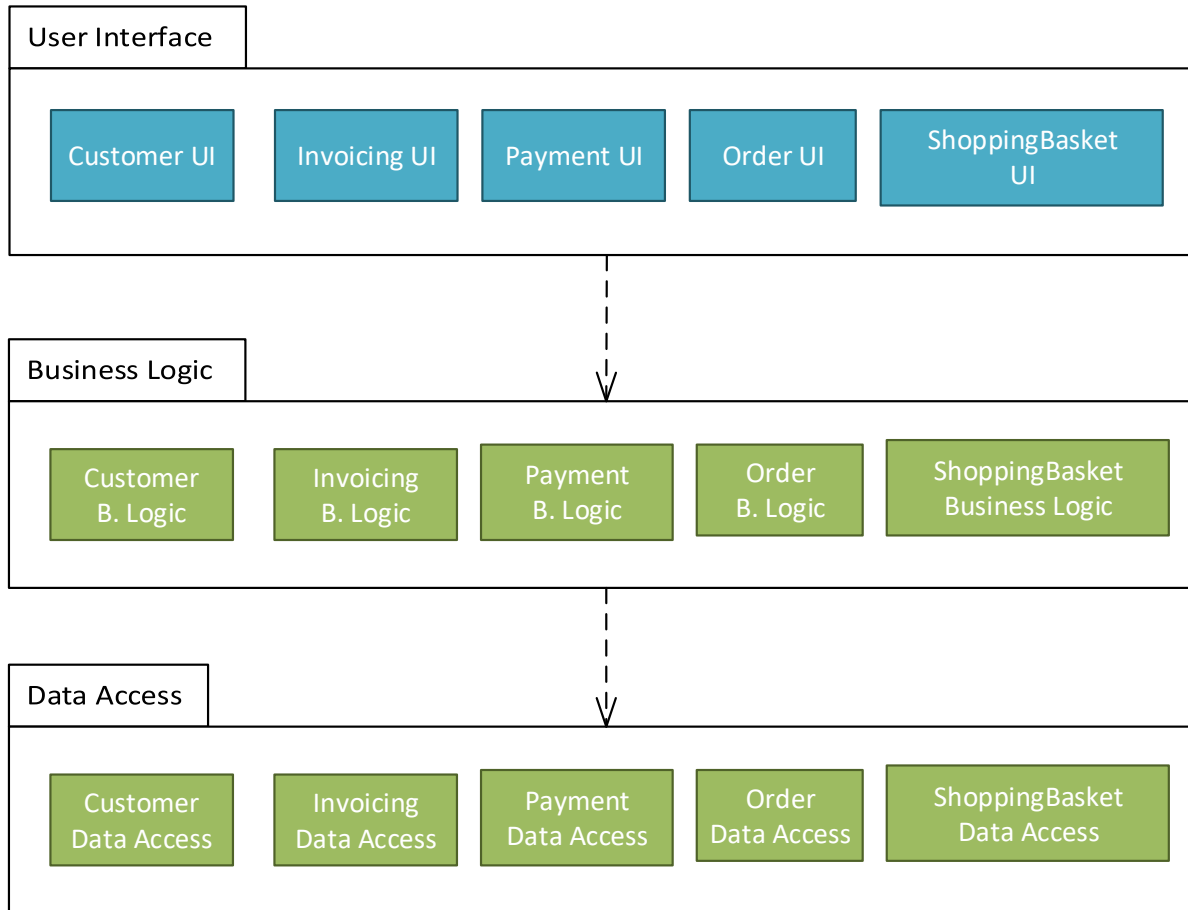 User Interface
Customer UI
Invoicing UI
Payment UI
Order UI
ShoppingBasket
UI
Business Logic
Customer
B. Logic
Invoicing
B. Logic
Payment
B. Logic
Order
B. Logic
ShoppingBasket
Business Logic
Data Access
Customer
Data Access
Invoicing
Data Access
Payment
Data Access
Order
Data Access
ShoppingBasket
Data Access